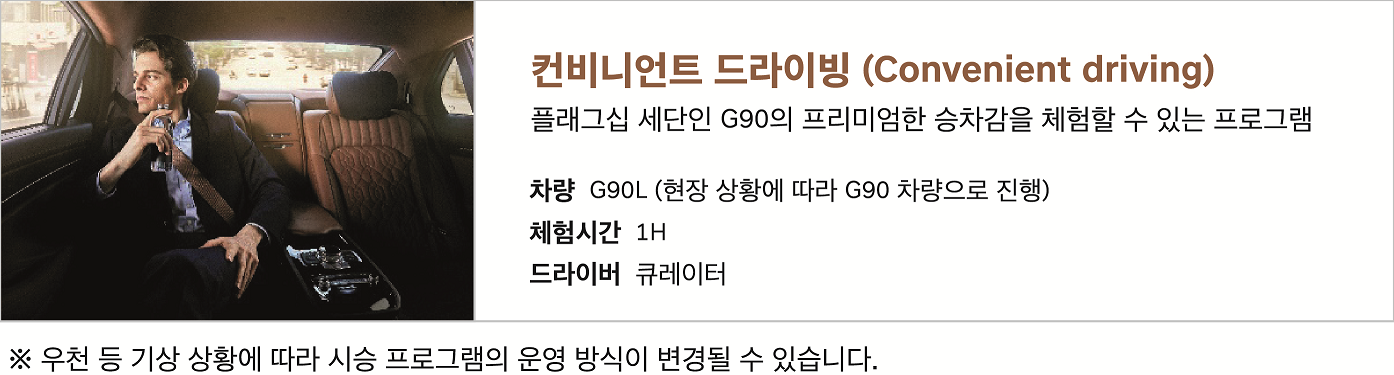 컨비니언트 드라이빙 (Convenient driving)
플래그십 세단인 G90의 프리미엄한 승차감을 체험할 수 있는 프로그램
차량 G90L (현장 상황에 따라 G90 차량으로 진행)
체험시간 1H
드라이버 큐레이터
※ 우천 등 기상 상황에 따라 시승 프로그램의 운영 방식이 변경될 수 있습니다.